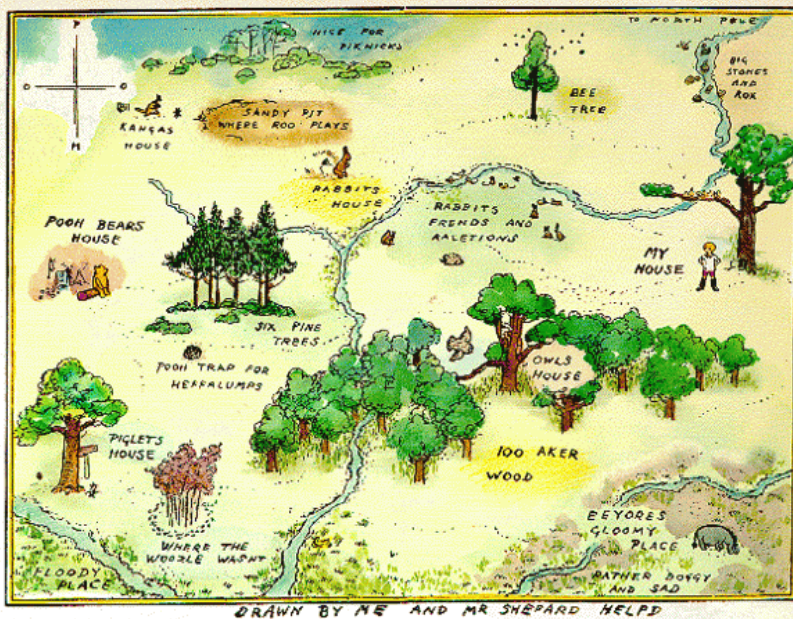 NICE FOR
PIKNICKS
TO NORTH POLE
P
O
O
H
BIG
STONES
AND
ROX
BEE
TREE
KANGAS
HOUSE
SANDY PIT
WHERE ROO PLAYS
RABBITS
HOUSE
RABBITS
FRENDS AND
RALETIONS
POOH BEARS
HOUSE
MY
HOUSE
SIX PINE
TREES
POOH TRAP FOR
HEFFALUMPS
OWLS
HOUSE
PIGLETS
HOUSE
100 AKER
WOOD
WHERE THE
WOOZLE WASNT
FLOODY
PLACE
EEYORES
GLOOMY
PLACE
RATHER BOGGY
AND SAD
DRAWN BY ME AND MR SHEPARD HELPD